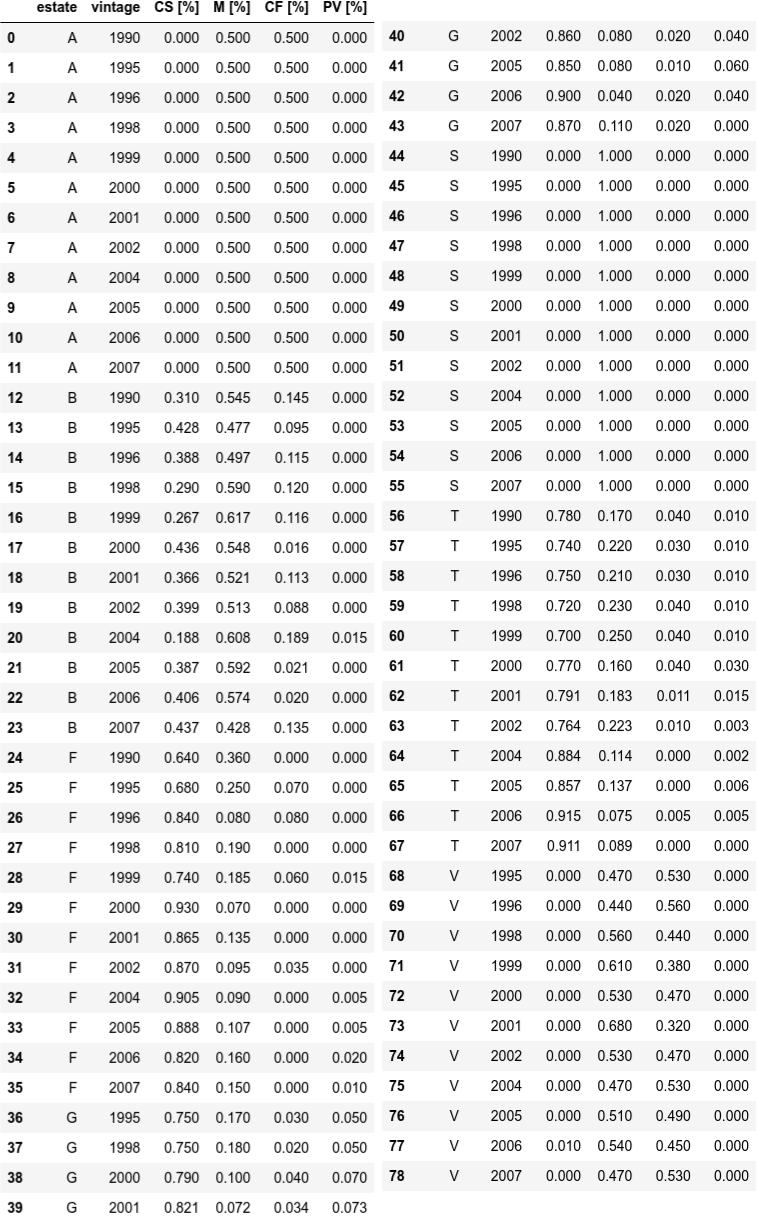 estate vintage CS [%] M [%] CF [%] PV [%]
0 A 1990 0.000 0.500 0.500 0.000
1 A 1995 0.000 0.500 0.500 0.000
2 A 1996 0.000 0.500 0.500 0.000
3 A 1998 0.000 0.500 0.500 0.000
4 A 1999 0.000 0.500 0.500 0.000
5 A 2000 0.000 0.500 0.500 0.000
6 A 2001 0.000 0.500 0.500 0.000
7 A 2002 0.000 0.500 0.500 0.000
8 A 2004 0.000 0.500 0.500 0.000
9 A 2005 0.000 0.500 0.500 0.000
10 A 2006 0.000 0.500 0.500 0.000
11 A 2007 0.000 0.500 0.500 0.000
12 B 1990 0.310 0.545 0.145 0.000
13 B 1995 0.428 0.477 0.095 0.000
14 B 1996 0.388 0.497 0.115 0.000
15 B 1998 0.290 0.590 0.120 0.000
16 B 1999 0.267 0.617 0.116 0.000
17 B 2000 0.436 0.548 0.016 0.000
18 B 2001 0.366 0.521 0.113 0.000
19 B 2002 0.399 0.513 0.088 0.000
20 B 2004 0.188 0.608 0.189 0.015
21 B 2005 0.387 0.592 0.021 0.000
22 B 2006 0.406 0.574 0.020 0.000
23 B 2007 0.437 0.428 0.135 0.000
24 F 1990 0.640 0.360 0.000 0.000
25 F 1995 0.680 0.250 0.070 0.000
26 F 1996 0.840 0.080 0.080 0.000
27 F 1998 0.810 0.190 0.000 0.000
28 F 1999 0.740 0.185 0.060 0.015
29 F 2000 0.930 0.070 0.000 0.000
30 F 2001 0.865 0.135 0.000 0.000
31 F 2002 0.870 0.095 0.035 0.000
32 F 2004 0.905 0.090 0.000 0.005
33 F 2005 0.888 0.107 0.000 0.005
34 F 2006 0.820 0.160 0.000 0.020
35 F 2007 0.840 0.150 0.000 0.010
36 G 1995 0.750 0.170 0.030 0.050
37 G 1998 0.750 0.180 0.020 0.050
38 G 2000 0.790 0.100 0.040 0.070
39 G 2001 0.821 0.072 0.034 0.073
40 G 2002 0.860 0.080 0.020 0.040
41 G 2005 0.850 0.080 0.010 0.060
42 G 2006 0.900 0.040 0.020 0.040
43 G 2007 0.870 0.110 0.020 0.000
44 S 1990 0.000 1.000 0.000 0.000
45 S 1995 0.000 1.000 0.000 0.000
46 S 1996 0.000 1.000 0.000 0.000
47 S 1998 0.000 1.000 0.000 0.000
48 S 1999 0.000 1.000 0.000 0.000
49 S 2000 0.000 1.000 0.000 0.000
50 S 2001 0.000 1.000 0.000 0.000
51 S 2002 0.000 1.000 0.000 0.000
52 S 2004 0.000 1.000 0.000 0.000
53 S 2005 0.000 1.000 0.000 0.000
54 S 2006 0.000 1.000 0.000 0.000
55 S 2007 0.000 1.000 0.000 0.000
56 T 1990 0.780 0.170 0.040 0.010
57 T 1995 0.740 0.220 0.030 0.010
58 T 1996 0.750 0.210 0.030 0.010
59 T 1998 0.720 0.230 0.040 0.010
60 T 1999 0.700 0.250 0.040 0.010
61 T 2000 0.770 0.160 0.040 0.030
62 T 2001 0.791 0.183 0.011 0.015
63 T 2002 0.764 0.223 0.010 0.003
64 T 2004 0.884 0.114 0.000 0.002
65 T 2005 0.857 0.137 0.000 0.006
66 T 2006 0.915 0.075 0.005 0.005
67 T 2007 0.911 0.089 0.000 0.000
68 V 1995 0.000 0.470 0.530 0.000
69 V 1996 0.000 0.440 0.560 0.000
70 V 1998 0.000 0.560 0.440 0.000
71 V 1999 0.000 0.610 0.380 0.000
72 V 2000 0.000 0.530 0.470 0.000
73 V 2001 0.000 0.680 0.320 0.000
74 V 2002 0.000 0.530 0.470 0.000
75 V 2004 0.000 0.470 0.530 0.000
76 V 2005 0.000 0.510 0.490 0.000
77 V 2006 0.010 0.540 0.450 0.000
78 V 2007 0.000 0.470 0.530 0.000